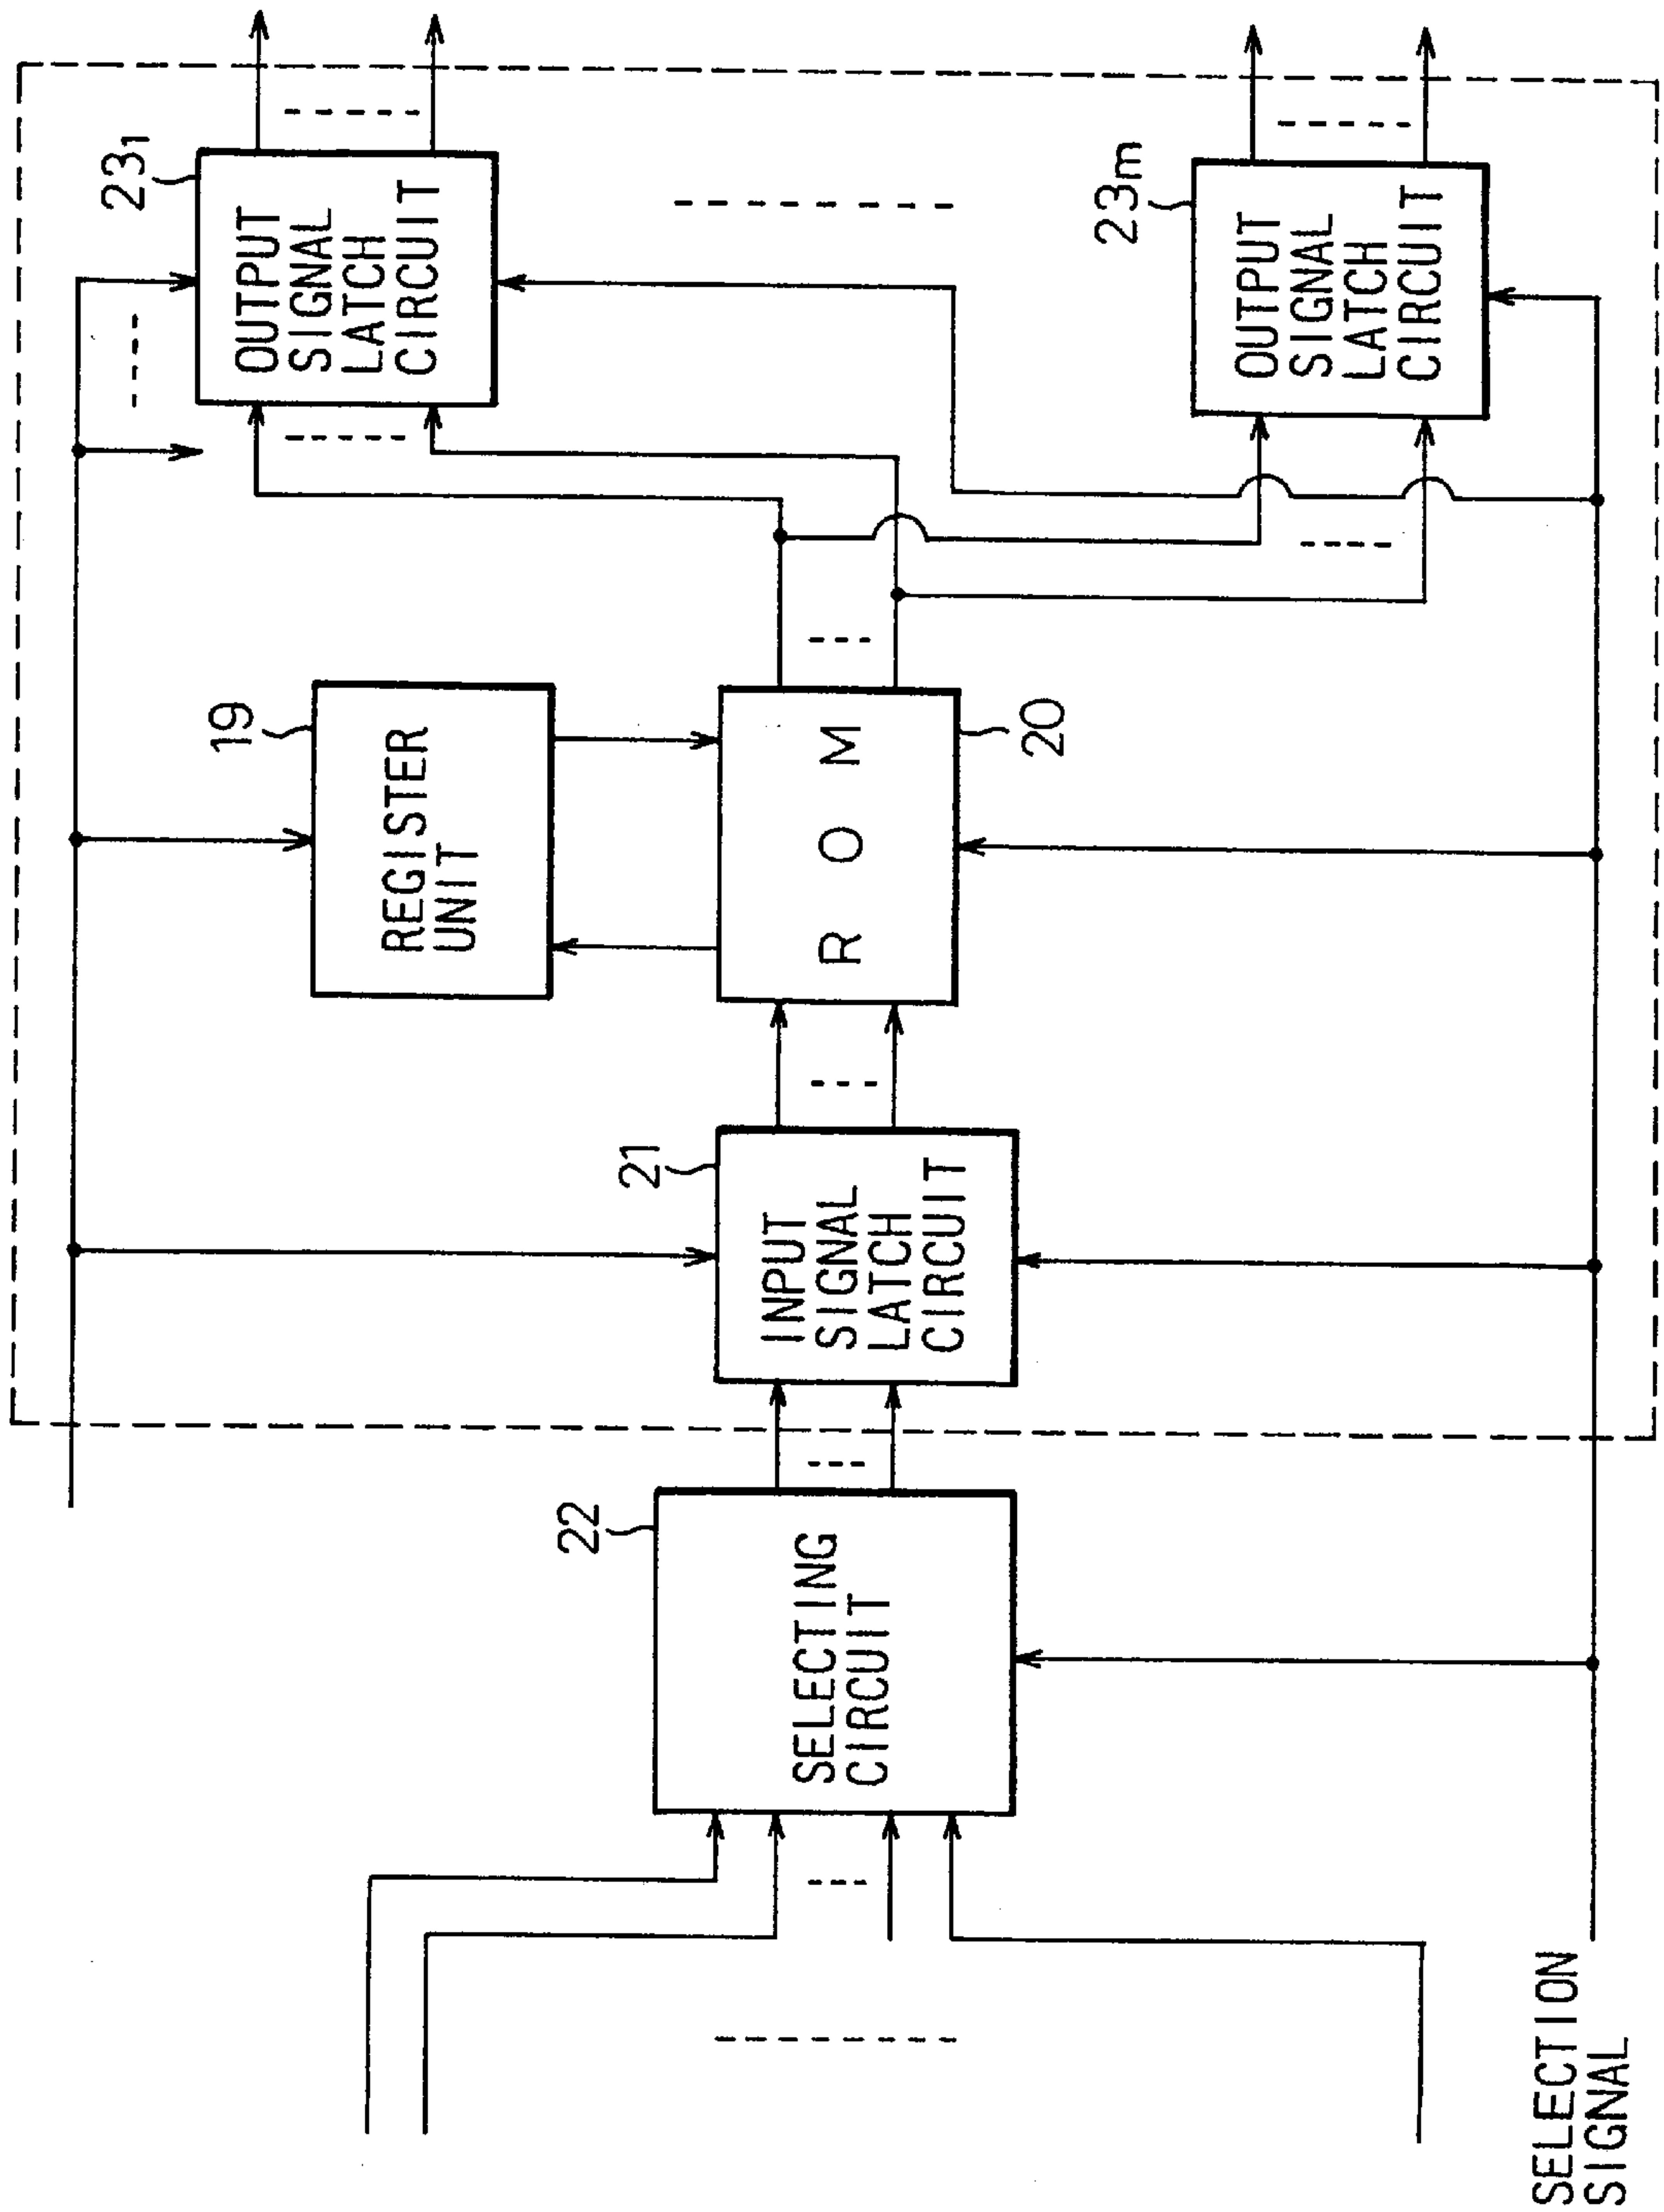 23₁
OUTPUT
SIGNAL
LATCH
CIRCUIT
19
REGISTER
UNIT
23m
OUTPUT
SIGNAL
LATCH
CIRCUIT
R O M
20
21
INPUT
SIGNAL
LATCH
CIRCUIT
22
SELECTING
CIRCUIT
SELECTION
SIGNAL